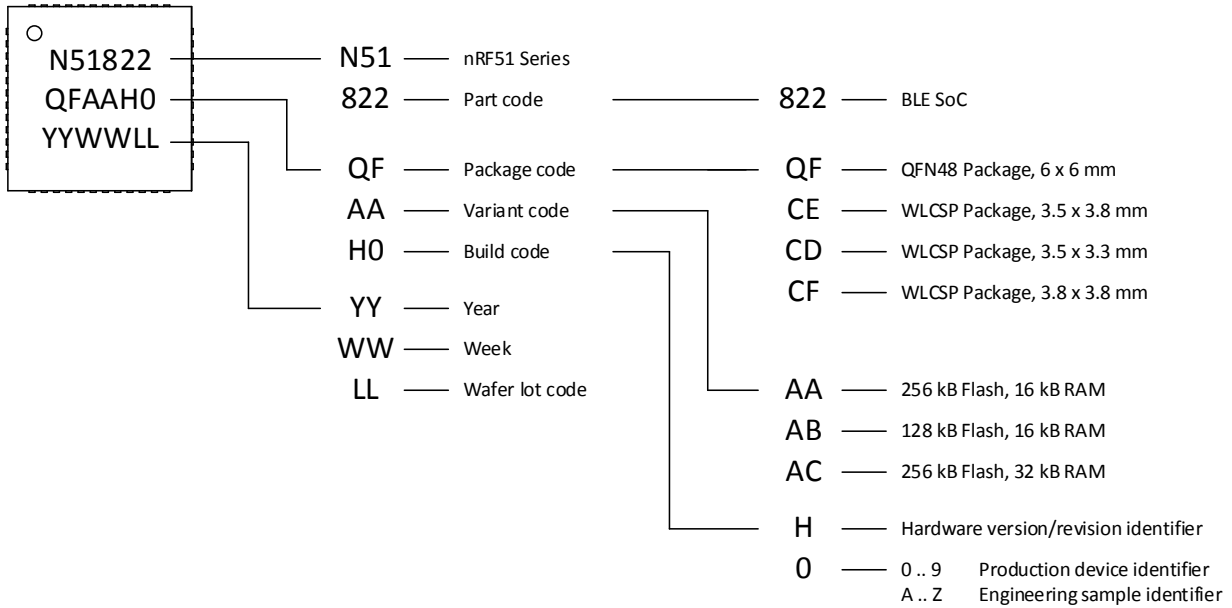 N51822
QFAAH0
YYWWLL
N51 nRF51 Series
822 Part code 822 BLE SoC
QF Package code QF QFN48 Package, 6 x 6 mm
AA Variant code CE WLCSP Package, 3.5 x 3.8 mm
H0 Build code CD WLCSP Package, 3.5 x 3.3 mm
CF WLCSP Package, 3.8 x 3.8 mm
YY Year
WW Week
LL Wafer lot code AA 256 kB Flash, 16 kB RAM
AB 128 kB Flash, 16 kB RAM
AC 256 kB Flash, 32 kB RAM
H Hardware version/revision identifier
0 0 .. 9 Production device identifier
A .. Z Engineering sample identifier